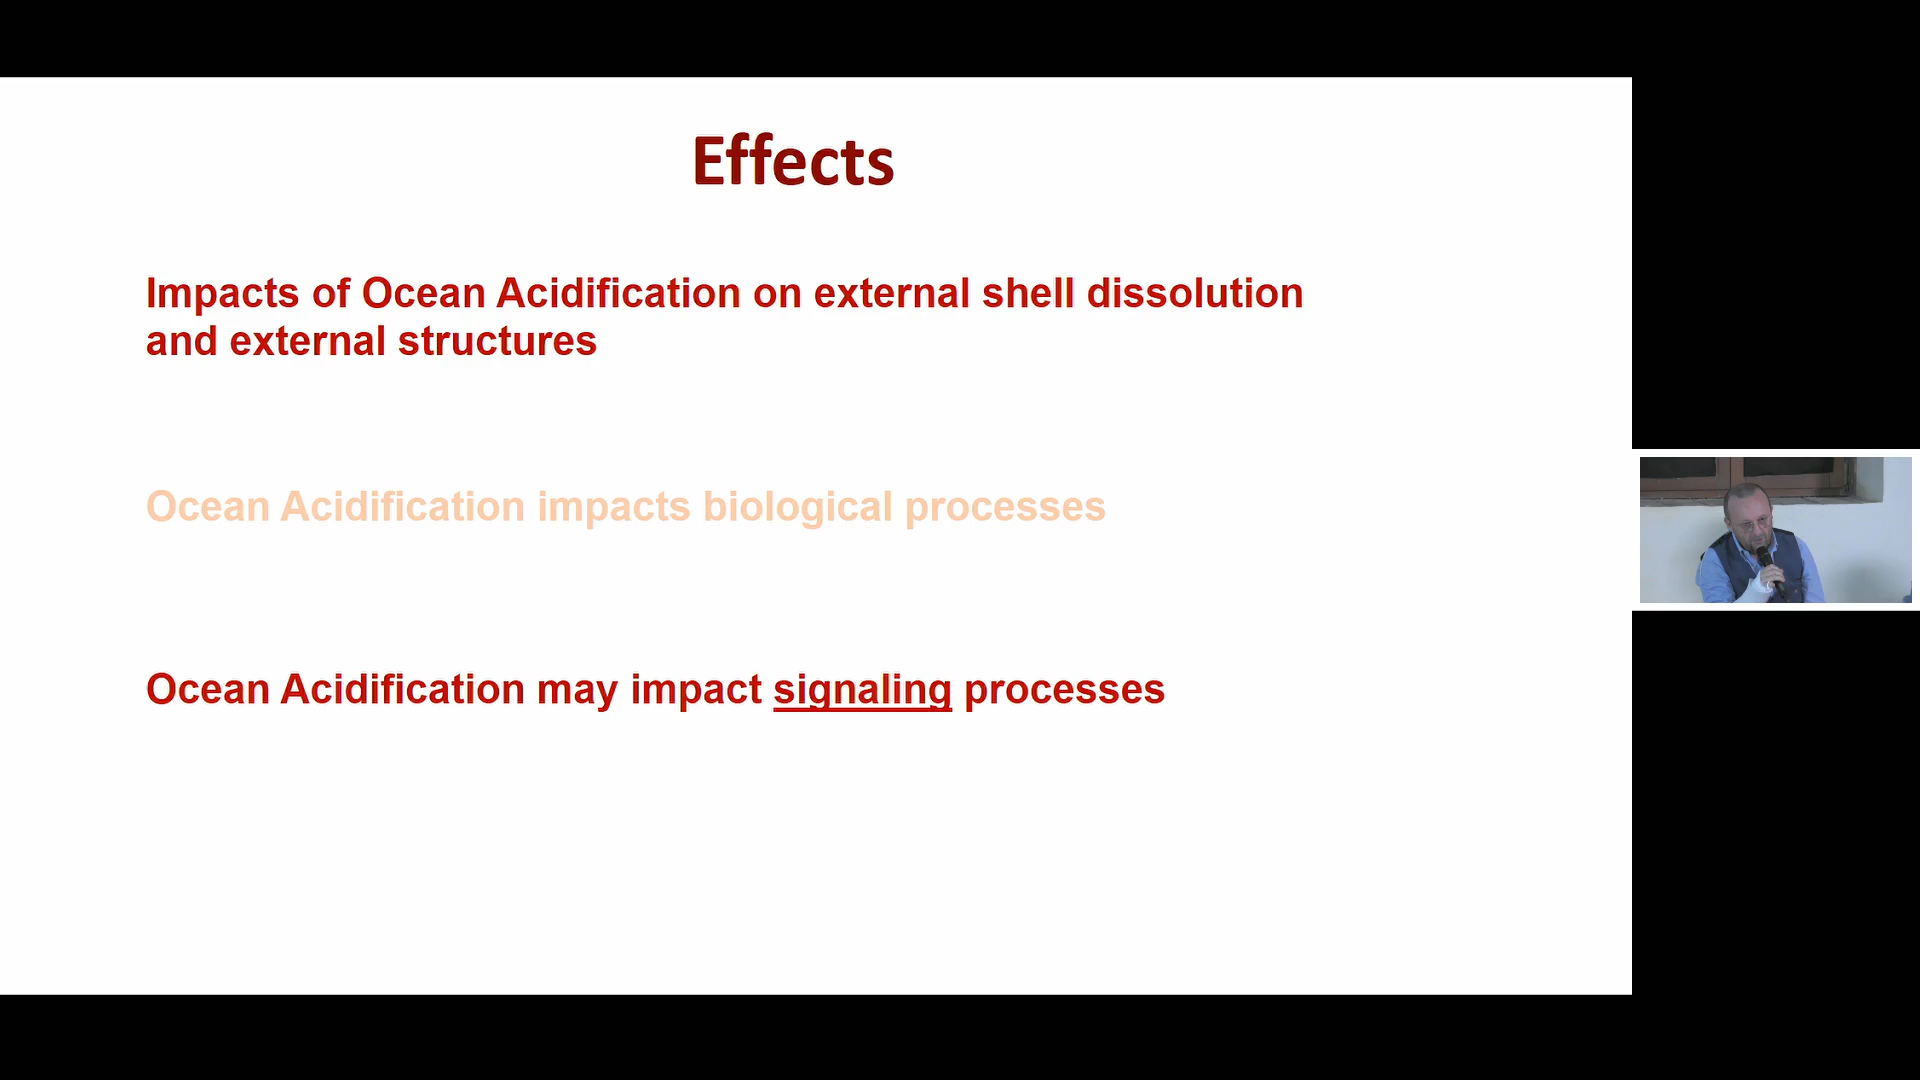 Effects
Impacts of Ocean Acidification on external shell dissolution
and external structures
Ocean Acidification impacts biological processes
Ocean Acidification may impact signaling processes